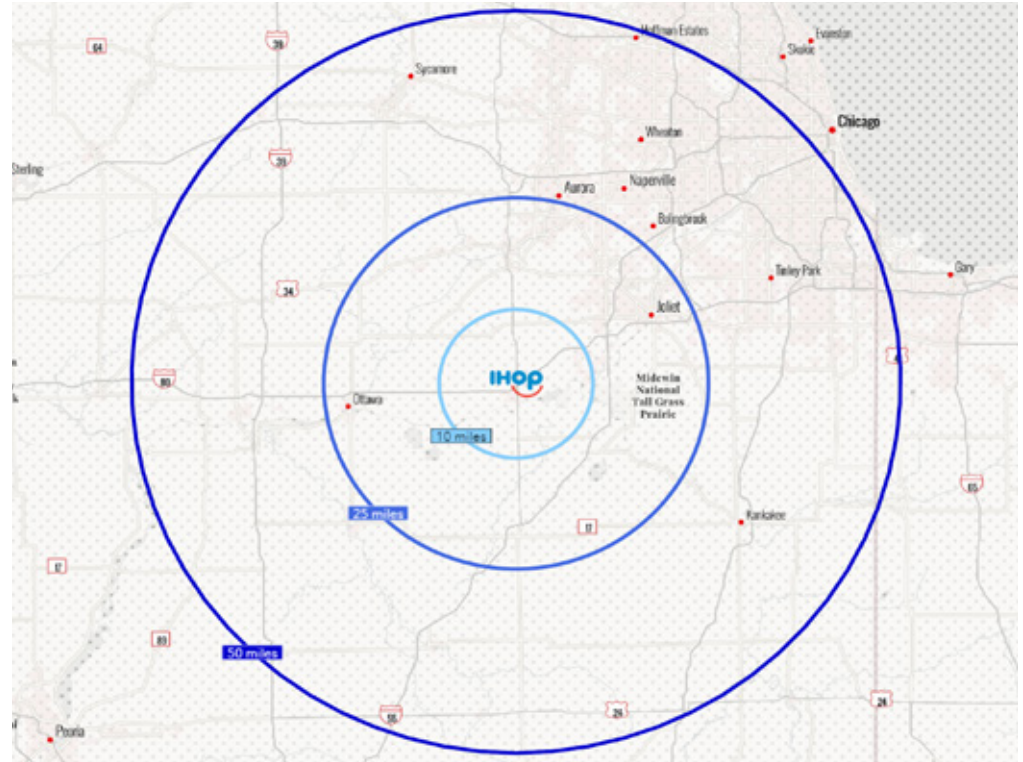 Hoffman Estates
Evanston
64
39
Skokie
Sycamore
Chicago
Wheaton
39
Sterling
Aurora
Naperville
Bolingbrook
Tinley Park
Gary
34
Joliet
80
IHOP
Midewin
National
Tall Grass
Prairie
Ottawa
10 miles
65
25 miles
Kankakee
17
17
89
50 miles
24
55
24
Peoria